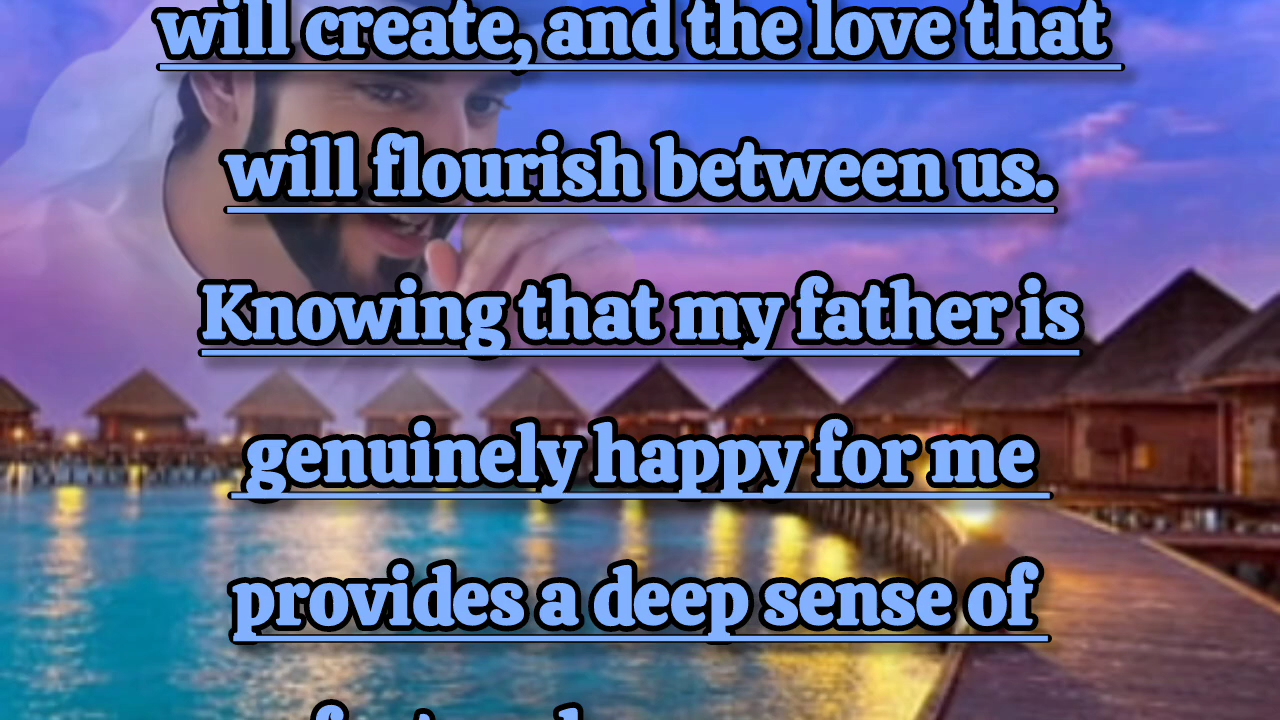 will create, and the love that
will flourish between us.
Knowing that my father is
genuinely happy for me
provides a deep sense of